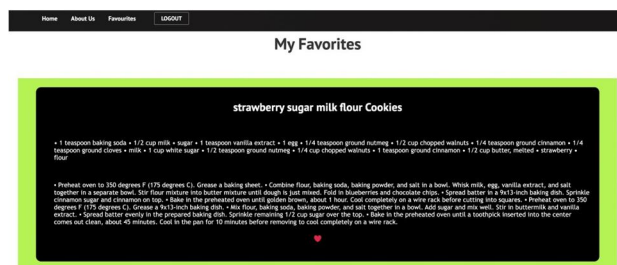 Home About Us Favourites LOGOUT
My Favorites
strawberry sugar milk flour Cookies
• 1 teaspoon baking soda • 1/2 cup milk • sugar • 1 teaspoon vanilla extract • 1 egg • 1/4 teaspoon ground nutmeg • 1/2 cup chopped walnuts • 1/4 teaspoon ground cinnamon • 1/4
teaspoon ground cloves • milk • 1 cup white sugar • 1/2 teaspoon ground nutmeg • 1/4 cup chopped walnuts • 1 teaspoon ground cinnamon • 1/2 cup butter, melted • strawberry •
flour
• Preheat oven to 350 degrees F (175 degrees C). Grease a baking sheet. • Combine flour, baking soda, baking powder, and salt in a bowl. Whisk milk, egg, vanilla extract, and salt
together in a separate bowl. Stir flour mixture into butter mixture until dough is just mixed. Fold in blueberries and chocolate chips. • Spread batter in a 9x13-inch baking dish. Sprinkle
cinnamon sugar and cinnamon on top. • Bake in the preheated oven until golden brown, about 1 hour. Cool completely on a wire rack before cutting into squares. • Preheat oven to 350
degrees F (175 degrees C). Grease a 9x13-inch baking dish. • Mix flour, baking soda, baking powder, and salt together in a bowl. Add sugar and mix well. Stir in buttermilk and vanilla
extract. • Spread batter evenly in the prepared baking dish. Sprinkle remaining 1/2 cup sugar over the top. • Bake in the preheated oven until a toothpick inserted into the center
comes out clean, about 45 minutes. Cool in the pan for 10 minutes before removing to cool completely on a wire rack.